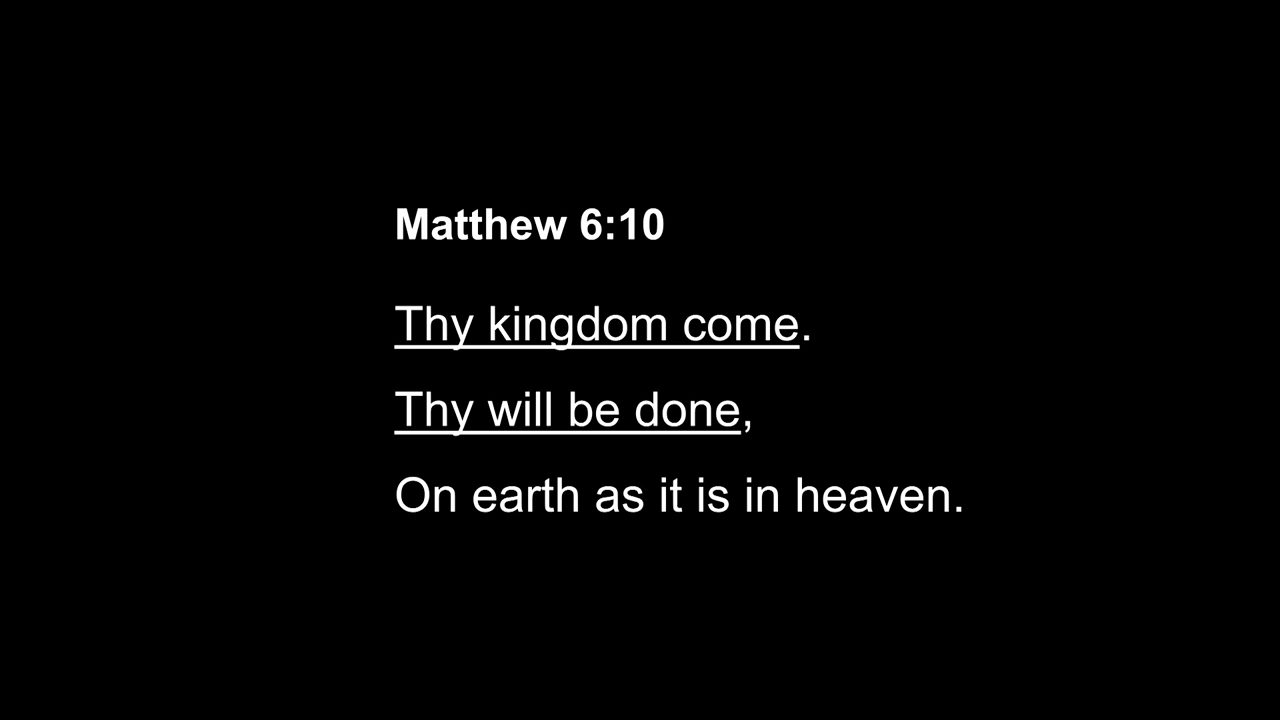 Matthew 6:10
Thy kingdom come.
Thy will be done,
On earth as it is in heaven.